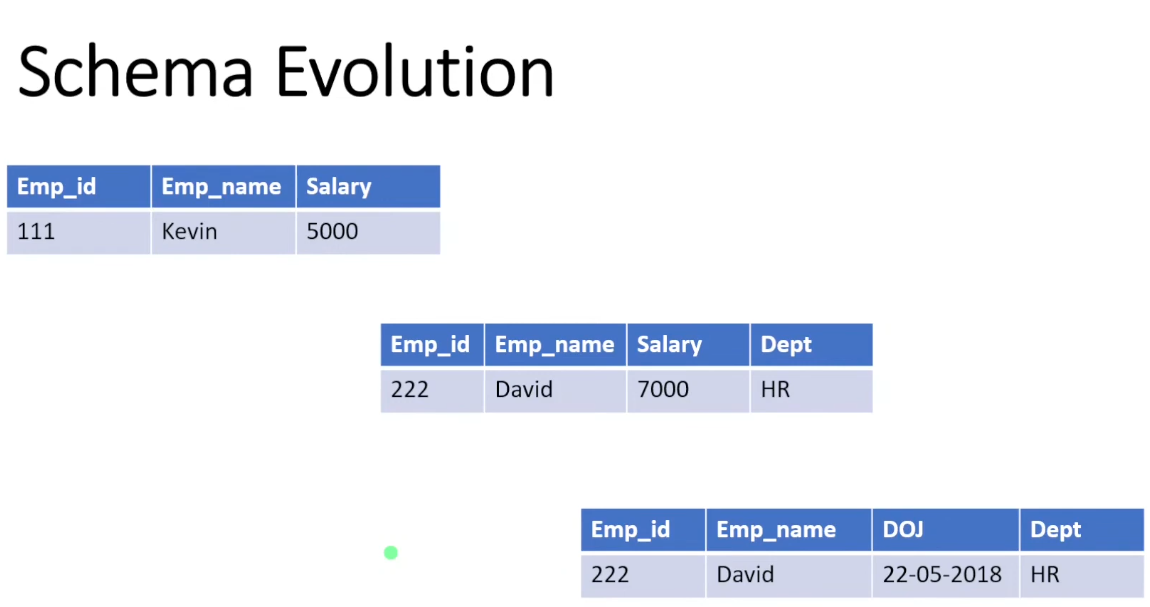 Schema Evolution
Emp_id Emp_name Salary
111 Kevin 5000
Emp_id Emp_name Salary Dept
222 David 7000 HR
Emp_id Emp_name DOJ Dept
222 David 22-05-2018 HR